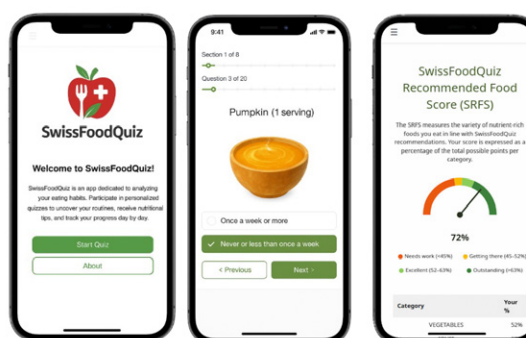 SwissFoodQuiz
Welcome to SwissFoodQuiz!
SwissFoodQuiz is an app dedicated to analyzing
your eating habits. Participate in personalized
quizzes to uncover your routines, receive nutritional
tips, and track your progress day by day.
Start Quiz
About
9:41
Section 1 of 8
Question 3 of 20
Pumpkin (1 serving)
Once a week or more
Never or less than once a week
< Previous
Next >
SwissFoodQuiz
Recommended Food
Score (SRFS)
The SRFS measures the variety of nutrient-rich
foods you eat in line with SwissFoodQuiz
recommendations. Your score is expressed as a
percentage of the total possible points per
category.
72%
Needs work (<45%)
Getting there (45–52%)
Excellent (52–63%)
Outstanding (>63%)
Category
Your
%
VEGETABLES
52%